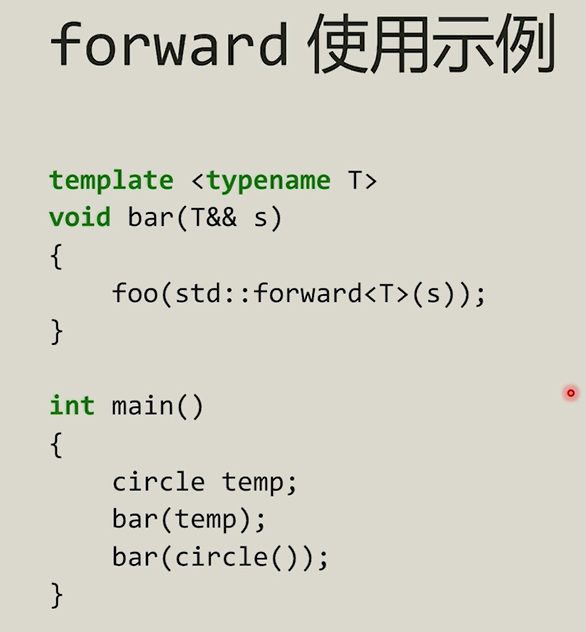 forward 使用示例
template <typename T>
void bar(T&& s)
{
    foo(std::forward<T>(s));
}
int main()
{
    circle temp;
    bar(temp);
    bar(circle());
}